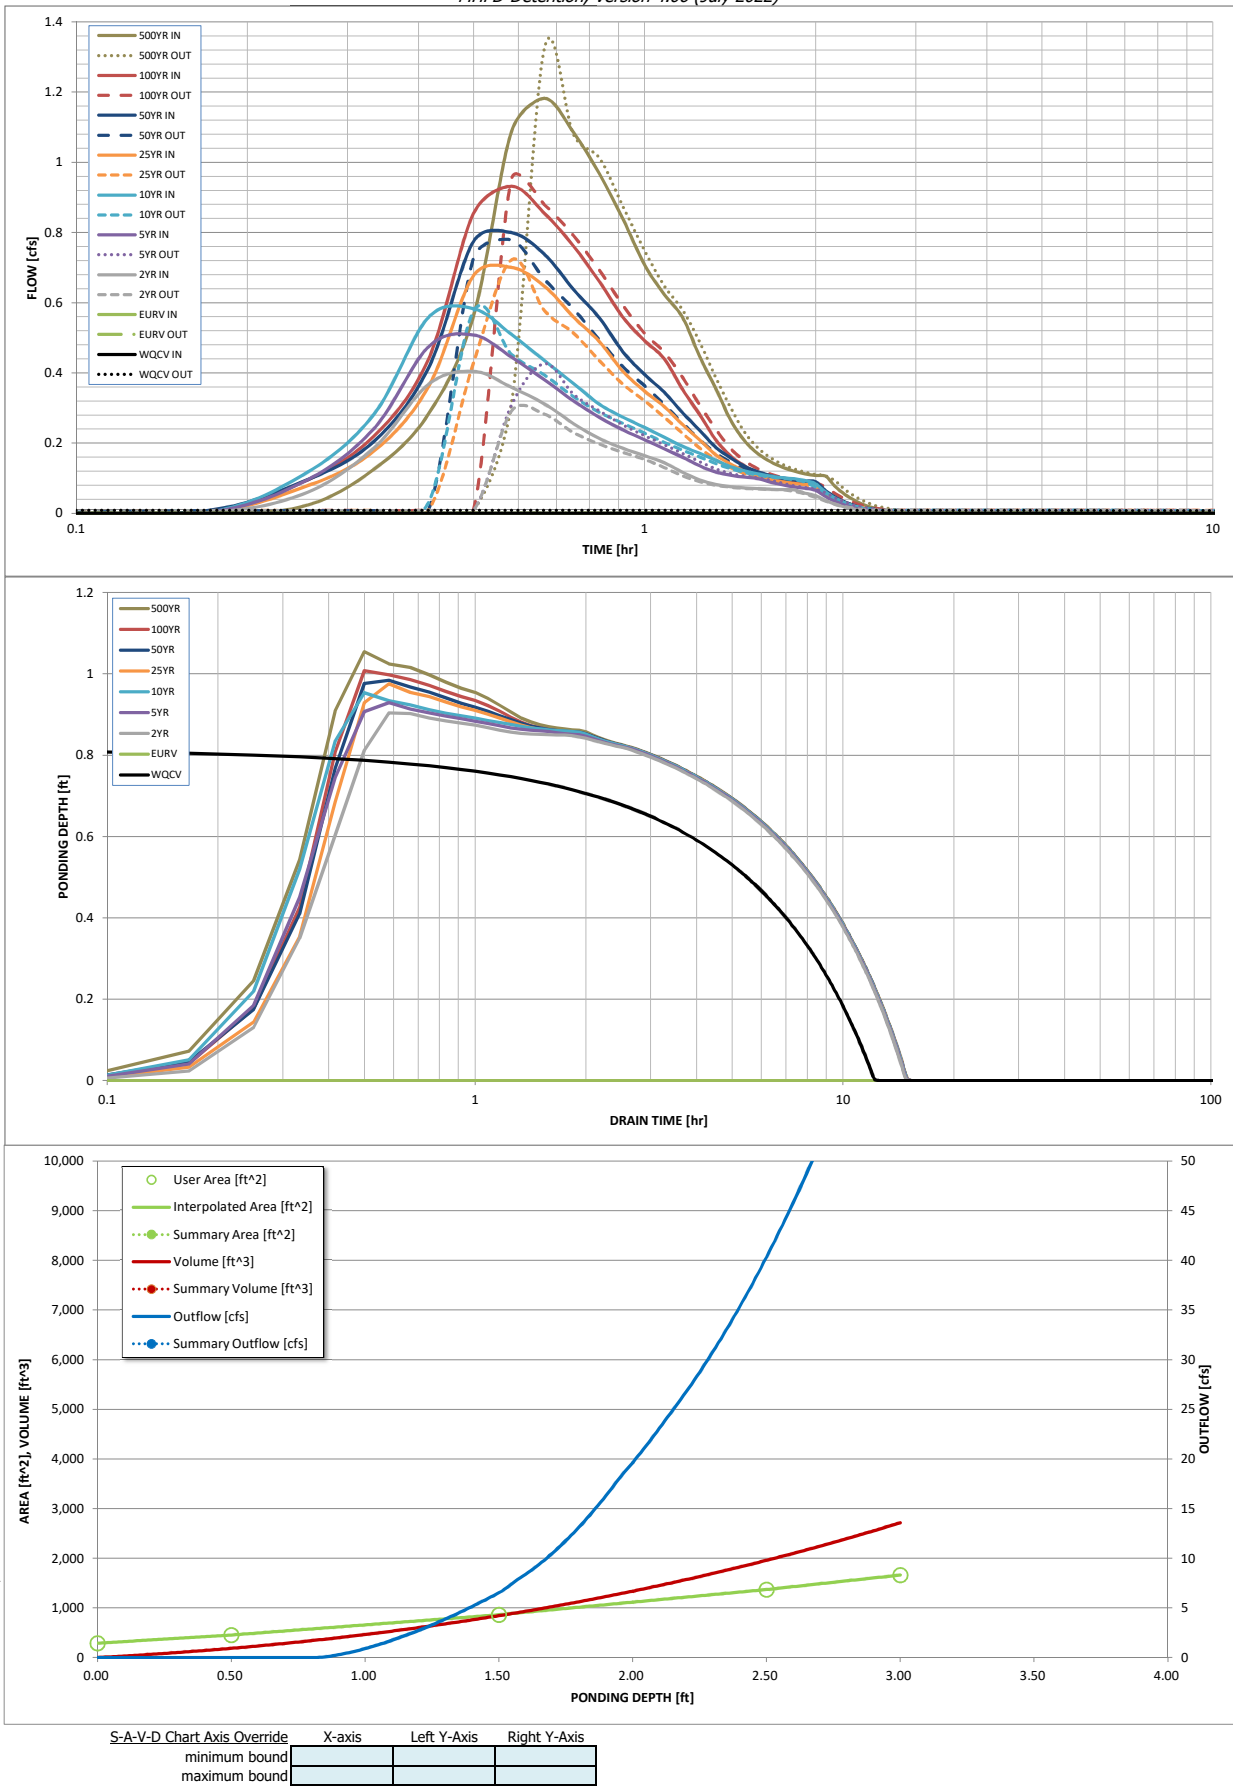 MHFD-Detention, Version 4.06 (July 2022)
1.4
1.2
1
0.8
0.6
0.4
0.2
0
FLOW [cfs]
500YR IN
500YR OUT
100YR IN
100YR OUT
50YR IN
50YR OUT
25YR IN
25YR OUT
10YR IN
10YR OUT
5YR IN
5YR OUT
2YR IN
2YR OUT
EURV IN
EURV OUT
WQCV IN
WQCV OUT
0.1 1 10
TIME [hr]
1.2
1
0.8
0.6
0.4
0.2
0
PONDING DEPTH [ft]
500YR
100YR
50YR
25YR
10YR
5YR
2YR
EURV
WQCV
0.1 1 10 100
DRAIN TIME [hr]
10,000
9,000
8,000
7,000
6,000
5,000
4,000
3,000
2,000
1,000
0
AREA [ft^2], VOLUME [ft^3]
User Area [ft^2]
Interpolated Area [ft^2]
Summary Area [ft^2]
Volume [ft^3]
Summary Volume [ft^3]
Outflow [cfs]
Summary Outflow [cfs]
50
45
40
35
30
25
20
15
10
5
0
OUTFLOW [cfs]
0.00 0.50 1.00 1.50 2.00 2.50 3.00 3.50 4.00
PONDING DEPTH [ft]
S-A-V-D Chart Axis Override X-axis Left Y-Axis Right Y-Axis
minimum bound
maximum bound